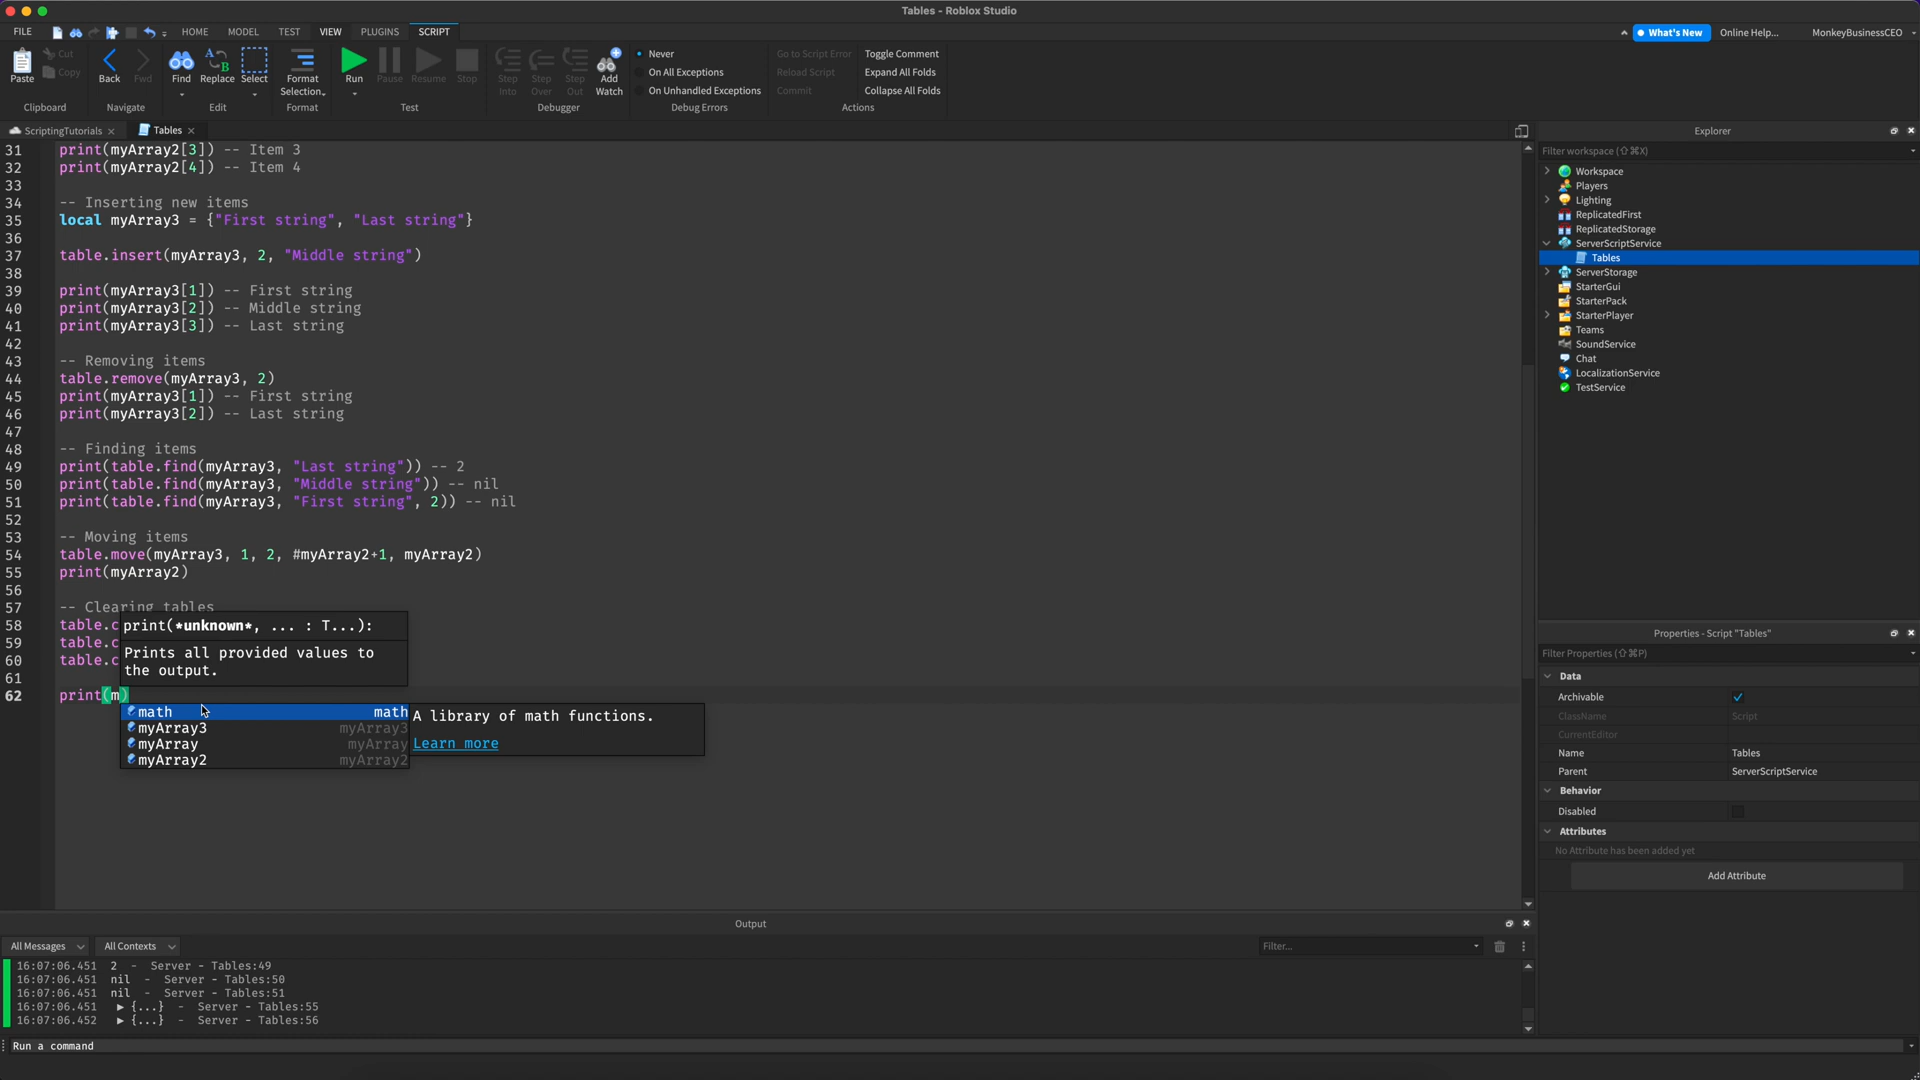 Tables - Roblox Studio
FILE HOME MODEL TEST VIEW PLUGINS SCRIPT What's New Online Help... MonkeyBusinessCEO
Paste Cut Copy Back Fwd Find Replace Select Format Selection Run Pause Resume Stop Step Into Step Over Step Out Add Watch
Never Go to Script Error Toggle Comment
On All Exceptions Reload Script Expand All Folds
On Unhandled Exceptions Commit Collapse All Folds
Clipboard Navigate Edit Format Test Debugger Debug Errors Actions
ScriptingTutorials Tables
31 print(myArray2[3]) -- Item 3
32 print(myArray2[4]) -- Item 4
33
34 -- Inserting new items
35 local myArray3 = {"First string", "Last string"}
36
37 table.insert(myArray3, 2, "Middle string")
38
39 print(myArray3[1]) -- First string
40 print(myArray3[2]) -- Middle string
41 print(myArray3[3]) -- Last string
42
43 -- Removing items
44 table.remove(myArray3, 2)
45 print(myArray3[1]) -- First string
46 print(myArray3[2]) -- Last string
47
48 -- Finding items
49 print(table.find(myArray3, "Last string")) -- 2
50 print(table.find(myArray3, "Middle string")) -- nil
51 print(table.find(myArray3, "First string", 2)) -- nil
52
53 -- Moving items
54 table.move(myArray3, 1, 2, #myArray2+1, myArray2)
55 print(myArray2)
56
57 -- Clearing tables
58 table.c
59 table.c
60 table.c
61
62 print(m)
print(*unknown*, ... : T...):
Prints all provided values to
the output.
math math
myArray3 myArray3
myArray myArray
myArray2 myArray2
A library of math functions.
Learn more
Explorer
Filter workspace (⇧⌘X)
Workspace
Players
Lighting
ReplicatedFirst
ReplicatedStorage
ServerScriptService
Tables
ServerStorage
StarterGui
StarterPack
StarterPlayer
Teams
SoundService
Chat
LocalizationService
TestService
Properties - Script "Tables"
Filter Properties (⇧⌘P)
Data
Archivable
ClassName Script
CurrentEditor
Name Tables
Parent ServerScriptService
Behavior
Disabled
Attributes
No Attribute has been added yet
Add Attribute
Output
All Messages All Contexts Filter...
16:07:06.451 2 - Server - Tables:49
16:07:06.451 nil - Server - Tables:50
16:07:06.451 nil - Server - Tables:51
16:07:06.451 ▶ {...} - Server - Tables:55
16:07:06.452 ▶ {...} - Server - Tables:56
Run a command